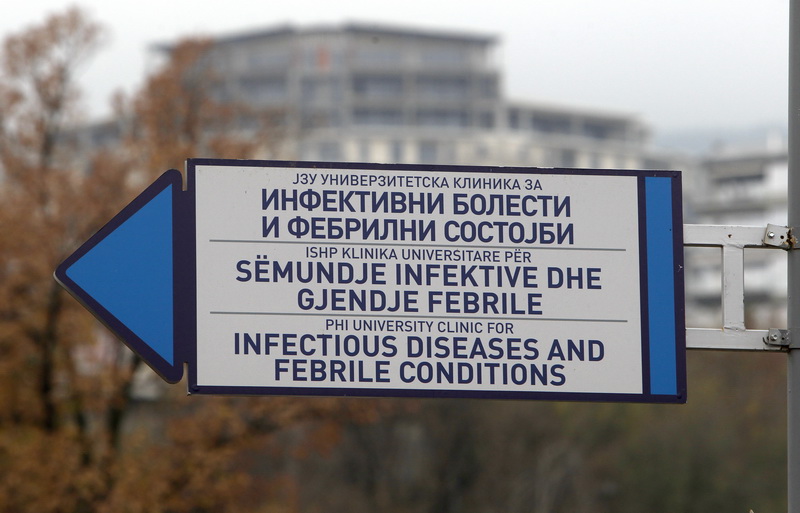 ЈЗУ УНИВЕРЗИТЕТСКА КЛИНИКА ЗА
ИНФЕКТИВНИ БОЛЕСТИ
И ФЕБРИЛНИ СОСТОЈБИ
ISHP KLINIKA UNIVERSITARE PËR
SËMUNDJE INFEKTIVE DHE
GJENDJE FEBRILE
PHI UNIVERSITY CLINIC FOR
INFECTIOUS DISEASES AND
FEBRILE CONDITIONS